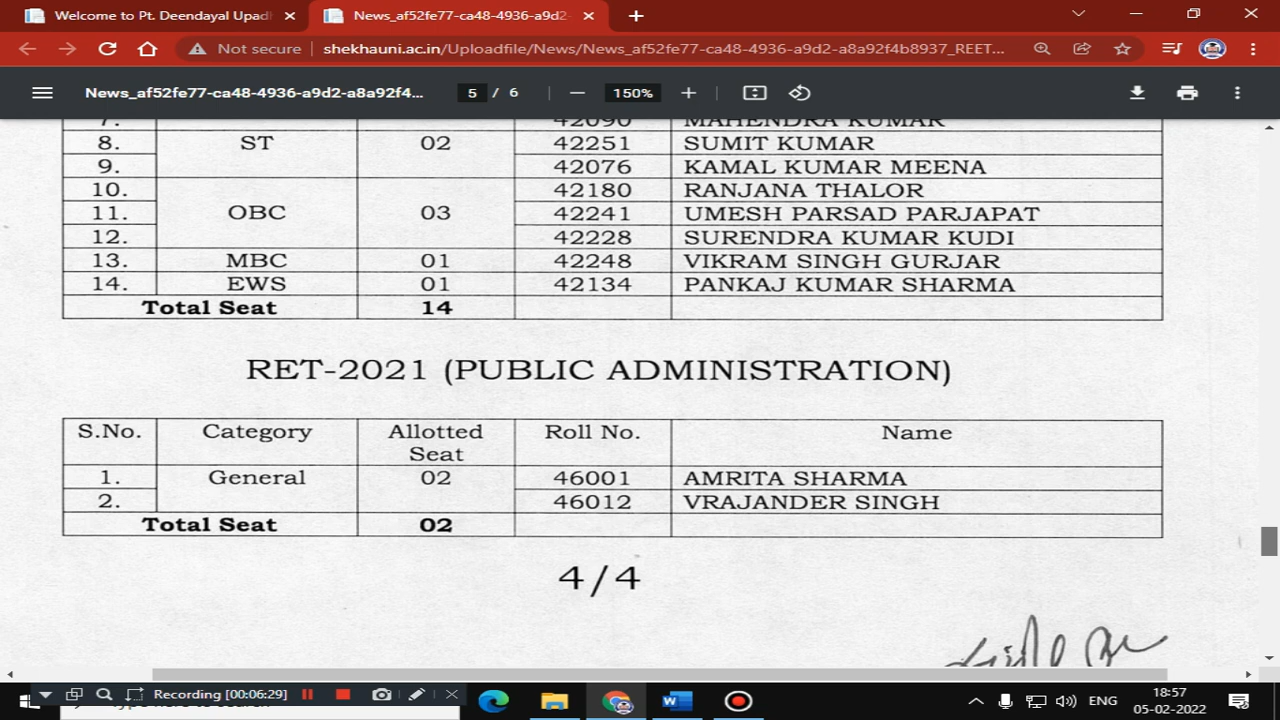 Welcome to Pt. Deendayal Upad
News_af52fe77-ca48-4936-a9d2-
Not secure shekhauni.ac.in/Uploadfile/News/News_af52fe77-ca48-4936-a9d2-a8a92f4b8937_REET...
News_af52fe77-ca48-4936-a9d2-a8a92f4... 5 / 6 150%
7. 42090 MAHENDRA KUMAR
8. ST 02 42251 SUMIT KUMAR
9. 42076 KAMAL KUMAR MEENA
10. 42180 RANJANA THALOR
11. OBC 03 42241 UMESH PARSAD PARJAPAT
12. 42228 SURENDRA KUMAR KUDI
13. MBC 01 42248 VIKRAM SINGH GURJAR
14. EWS 01 42134 PANKAJ KUMAR SHARMA
Total Seat 14
RET-2021 (PUBLIC ADMINISTRATION)
S.No. Category Allotted Seat Roll No. Name
1. General 02 46001 AMRITA SHARMA
2. 46012 VRAJANDER SINGH
Total Seat 02
4/4
Recording [00:06:29]
ENG 18:57
05-02-2022